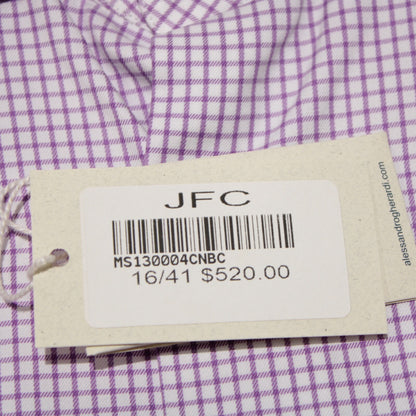 JFC
MS130004CNBC
16/41 $520.00
alessandrogherardi.com